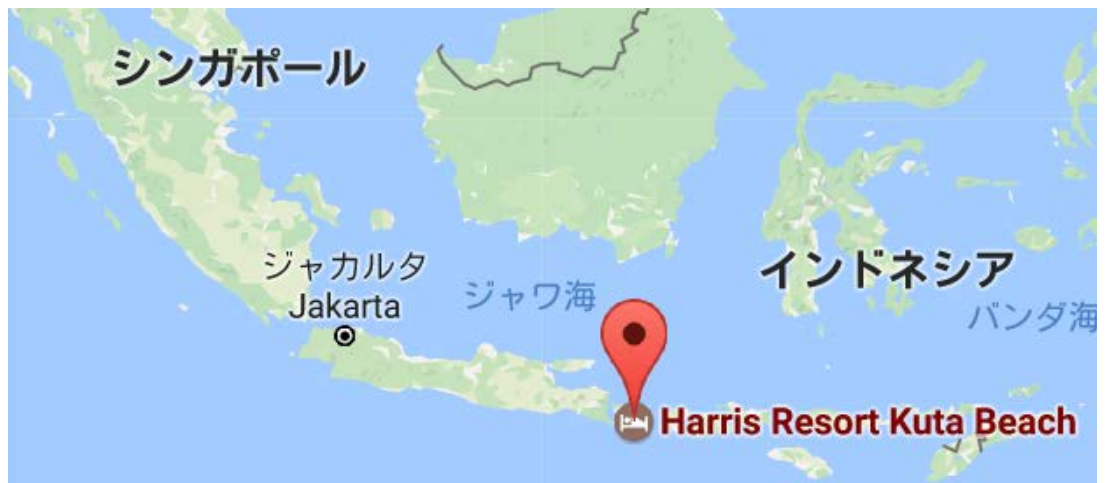 シンガポール
ジャカルタ
Jakarta
ジャワ海
インドネシア
バンダ海
Harris Resort Kuta Beach